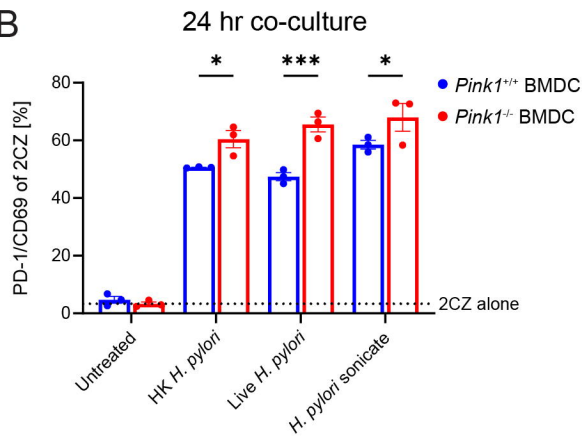 B
24 hr co-culture
* *** *
PD-1/CD69 of 2CZ [%]
80
60
40
20
0
Pink1+/+ BMDC
Pink1-/- BMDC
2CZ alone
Untreated
HK H. pylori
Live H. pylori
H. pylori sonicate